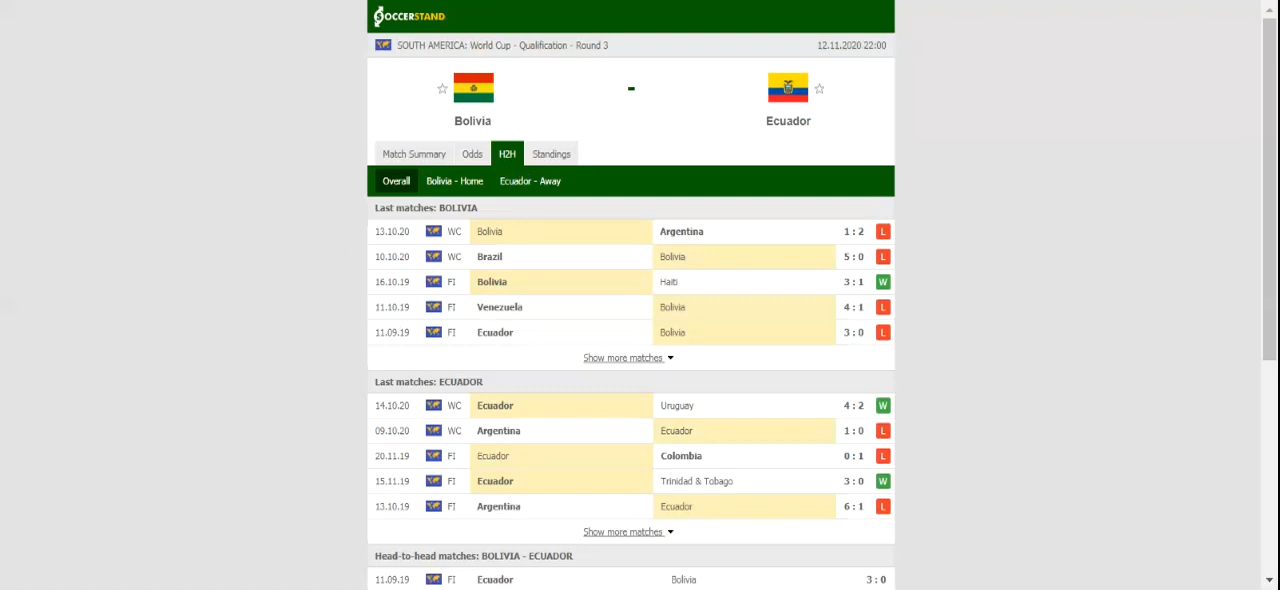 SOCCERSTAND
SOUTH AMERICA: World Cup - Qualification - Round 3 12.11.2020 22:00
-
Bolivia Ecuador
Match Summary Odds H2H Standings
Overall Bolivia - Home Ecuador - Away
Last matches: BOLIVIA
13.10.20 WC Bolivia Argentina 1 : 2 L
10.10.20 WC Brazil Bolivia 5 : 0 L
16.10.19 FI Bolivia Haiti 3 : 1 W
11.10.19 FI Venezuela Bolivia 4 : 1 L
11.09.19 FI Ecuador Bolivia 3 : 0 L
Show more matches
Last matches: ECUADOR
14.10.20 WC Ecuador Uruguay 4 : 2 W
09.10.20 WC Argentina Ecuador 1 : 0 L
20.11.19 FI Ecuador Colombia 0 : 1 L
15.11.19 FI Ecuador Trinidad & Tobago 3 : 0 W
13.10.19 FI Argentina Ecuador 6 : 1 L
Show more matches
Head-to-head matches: BOLIVIA - ECUADOR
11.09.19 FI Ecuador Bolivia 3 : 0